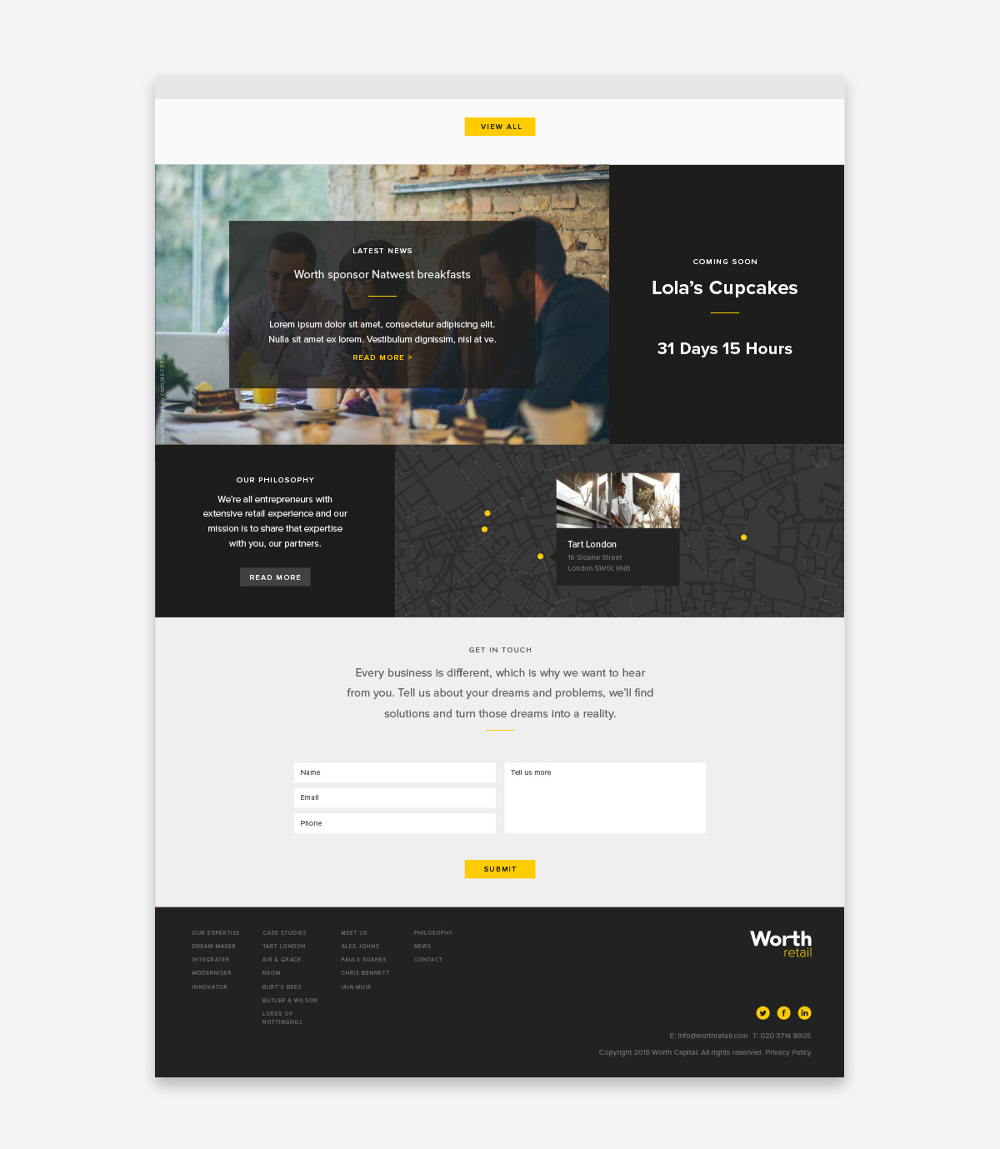 VIEW ALL
LATEST NEWS
Worth sponsor Natwest breakfasts
Lorem ipsum dolor sit amet, consectetur adipiscing elit.
Nulla sit amet ex lorem. Vestibulum dignissim, nisl at ve.
READ MORE >
COMING SOON
Lola's Cupcakes
31 Days 15 Hours
OUR PHILOSOPHY
We're all entrepreneurs with
extensive retail experience and our
mission is to share that expertise
with you, our partners.
READ MORE
Tart London
16 Sloane Street
London SW1X 9NB
GET IN TOUCH
Every business is different, which is why we want to hear
from you. Tell us about your dreams and problems, we'll find
solutions and turn those dreams into a reality.
Name
Email
Phone
Tell us more
SUBMIT
OUR EXPERTISE
DREAM MAKER
INTEGRATER
MODERNISER
INNOVATOR
CASE STUDIES
TART LONDON
AIR & GRACE
NEOM
BURT'S BEES
BUTLER & WILSON
LORDS OF
NOTTINGHILL
MEET US
ALEX JOHNS
PAULS SOANES
CHRIS BENNETT
IAIN MUIR
PHILOSOPHY
NEWS
CONTACT
Worth
retail
E: info@worthretail.com T: 020 3714 8905
Copyright 2015 Worth Capital. All rights reserved. Privacy Policy